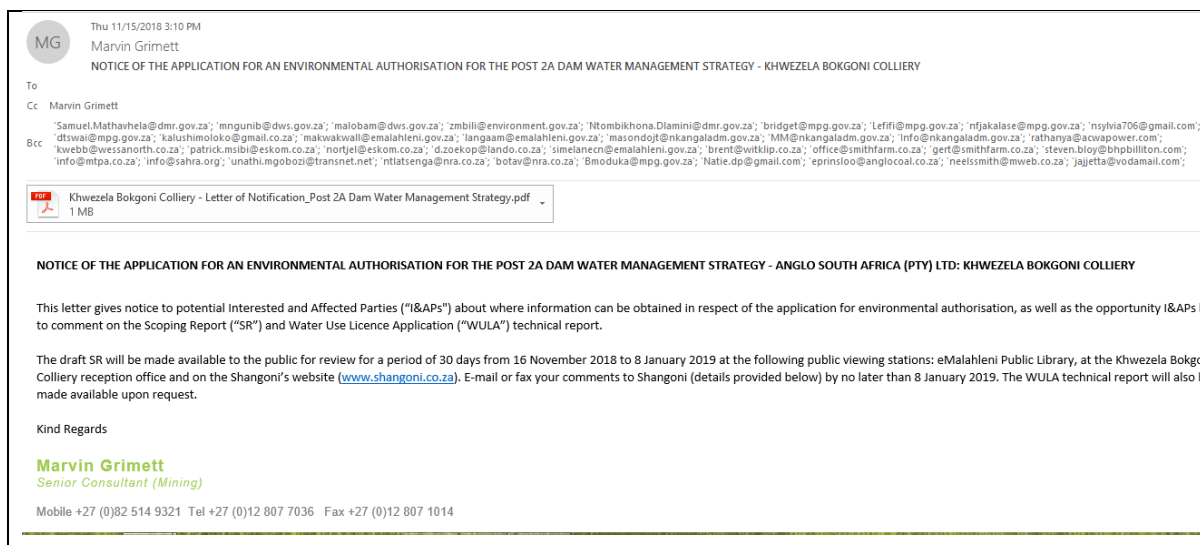 MG
Thu 11/15/2018 3:10 PM
Marvin Grimett
NOTICE OF THE APPLICATION FOR AN ENVIRONMENTAL AUTHORISATION FOR THE POST 2A DAM WATER MANAGEMENT STRATEGY - KHWEZELA BOKGONI COLLIERY
To
Cc Marvin Grimett
'Samuel.Mathavhela@dmr.gov.za'; 'mngunib@dws.gov.za'; 'malobam@dws.gov.za'; 'zmbili@environment.gov.za'; 'Ntombikhona.Dlamini@dmr.gov.za'; 'bridget@mpg.gov.za'; 'Lefifi@mpg.gov.za'; 'nfjakalase@mpg.gov.za'; 'nsylvia706@gmail.com';
Bcc 'dtswai@mpg.gov.za'; 'kalushimoloko@gmail.co.za'; 'makwakwall@emalahleni.gov.za'; 'langaam@emalahleni.gov.za'; 'masondojt@nkangaladm.gov.za'; 'MM@nkangaladm.co.za'; 'Info@nkangaladm.gov.za'; 'rathanya@acwapower.com';
'kwebb@wessanorth.co.za'; 'patrick.msibi@eskom.co.za'; 'nortjel@eskom.co.za'; 'd.zoekop@lando.co.za'; 'simelanecn@emalahleni.gov.za'; 'brent@witklip.co.za'; 'office@smithfarm.co.za'; 'gert@smithfarm.co.za'; 'steven.bloy@bhpbilliton.com';
'info@mtpa.co.za'; 'info@sahra.org'; 'unathi.mgobozi@transnet.net'; 'ntlatsenga@nra.co.za'; 'botav@nra.co.za'; 'Bmoduka@mpg.gov.za'; 'Natie.dp@gmail.com'; 'eprinsloo@anglocoal.co.za'; 'neelssmith@mweb.co.za'; 'jajjetta@vodamail.com';
PDF
Khwezela Bokgoni Colliery - Letter of Notification_Post 2A Dam Water Management Strategy.pdf
1 MB
NOTICE OF THE APPLICATION FOR AN ENVIRONMENTAL AUTHORISATION FOR THE POST 2A DAM WATER MANAGEMENT STRATEGY - ANGLO SOUTH AFRICA (PTY) LTD: KHWEZELA BOKGONI COLLIERY
This letter gives notice to potential Interested and Affected Parties ("I&APs") about where information can be obtained in respect of the application for environmental authorisation, as well as the opportunity I&APs
to comment on the Scoping Report ("SR") and Water Use Licence Application ("WULA") technical report.
The draft SR will be made available to the public for review for a period of 30 days from 16 November 2018 to 8 January 2019 at the following public viewing stations: eMalahleni Public Library, at the Khwezela Bokgo
Colliery reception office and on the Shangoni's website (www.shangoni.co.za). E-mail or fax your comments to Shangoni (details provided below) by no later than 8 January 2019. The WULA technical report will also
made available upon request.
Kind Regards
Marvin Grimett
Senior Consultant (Mining)
Mobile +27 (0)82 514 9321 Tel +27 (0)12 807 7036 Fax +27 (0)12 807 1014